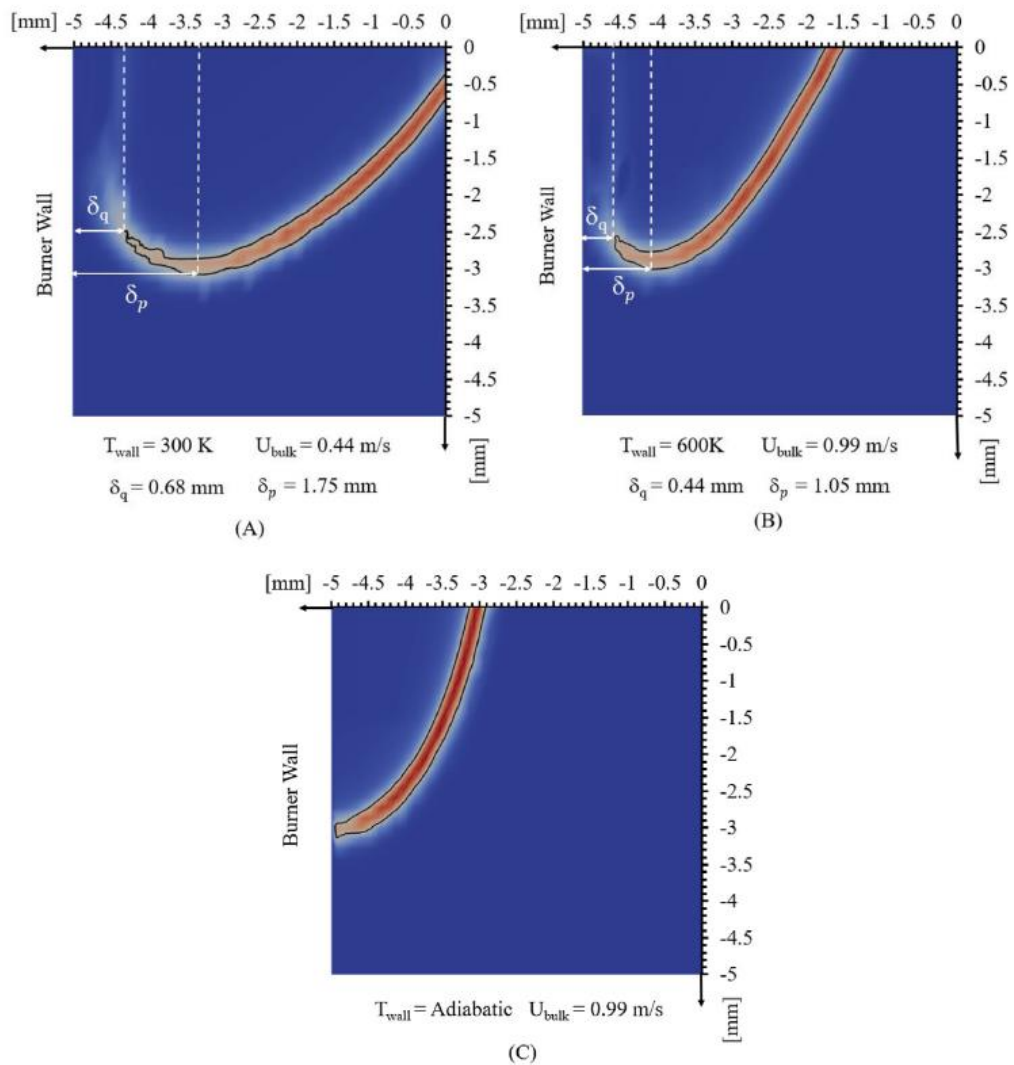 [mm] -5 -4.5 -4 -3.5 -3 -2.5 -2 -1.5 -1 -0.5 0
0
-0.5
-1
-1.5
-2
-2.5
-3
-3.5
-4
-4.5
-5
[mm]
Burner Wall
δq
δp
Twall = 300 K Ubulk = 0.44 m/s
δq = 0.68 mm δp = 1.75 mm
(A)
[mm] -5 -4.5 -4 -3.5 -3 -2.5 -2 -1.5 -1 -0.5 0
0
-0.5
-1
-1.5
-2
-2.5
-3
-3.5
-4
-4.5
-5
[mm]
Burner Wall
δq
δp
Twall = 600K Ubulk = 0.99 m/s
δq = 0.44 mm δp = 1.05 mm
(B)
[mm] -5 -4.5 -4 -3.5 -3 -2.5 -2 -1.5 -1 -0.5 0
0
-0.5
-1
-1.5
-2
-2.5
-3
-3.5
-4
-4.5
-5
[mm]
Burner Wall
Twall = Adiabatic Ubulk = 0.99 m/s
(C)